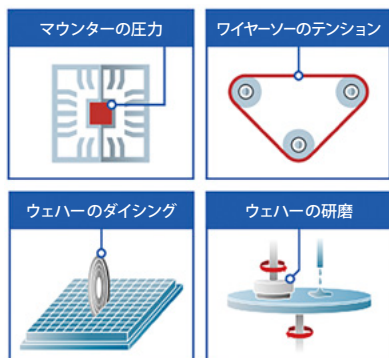 マウンターの圧力
ワイヤーソーのテンション
ウェハーのダイシング
ウェハーの研磨